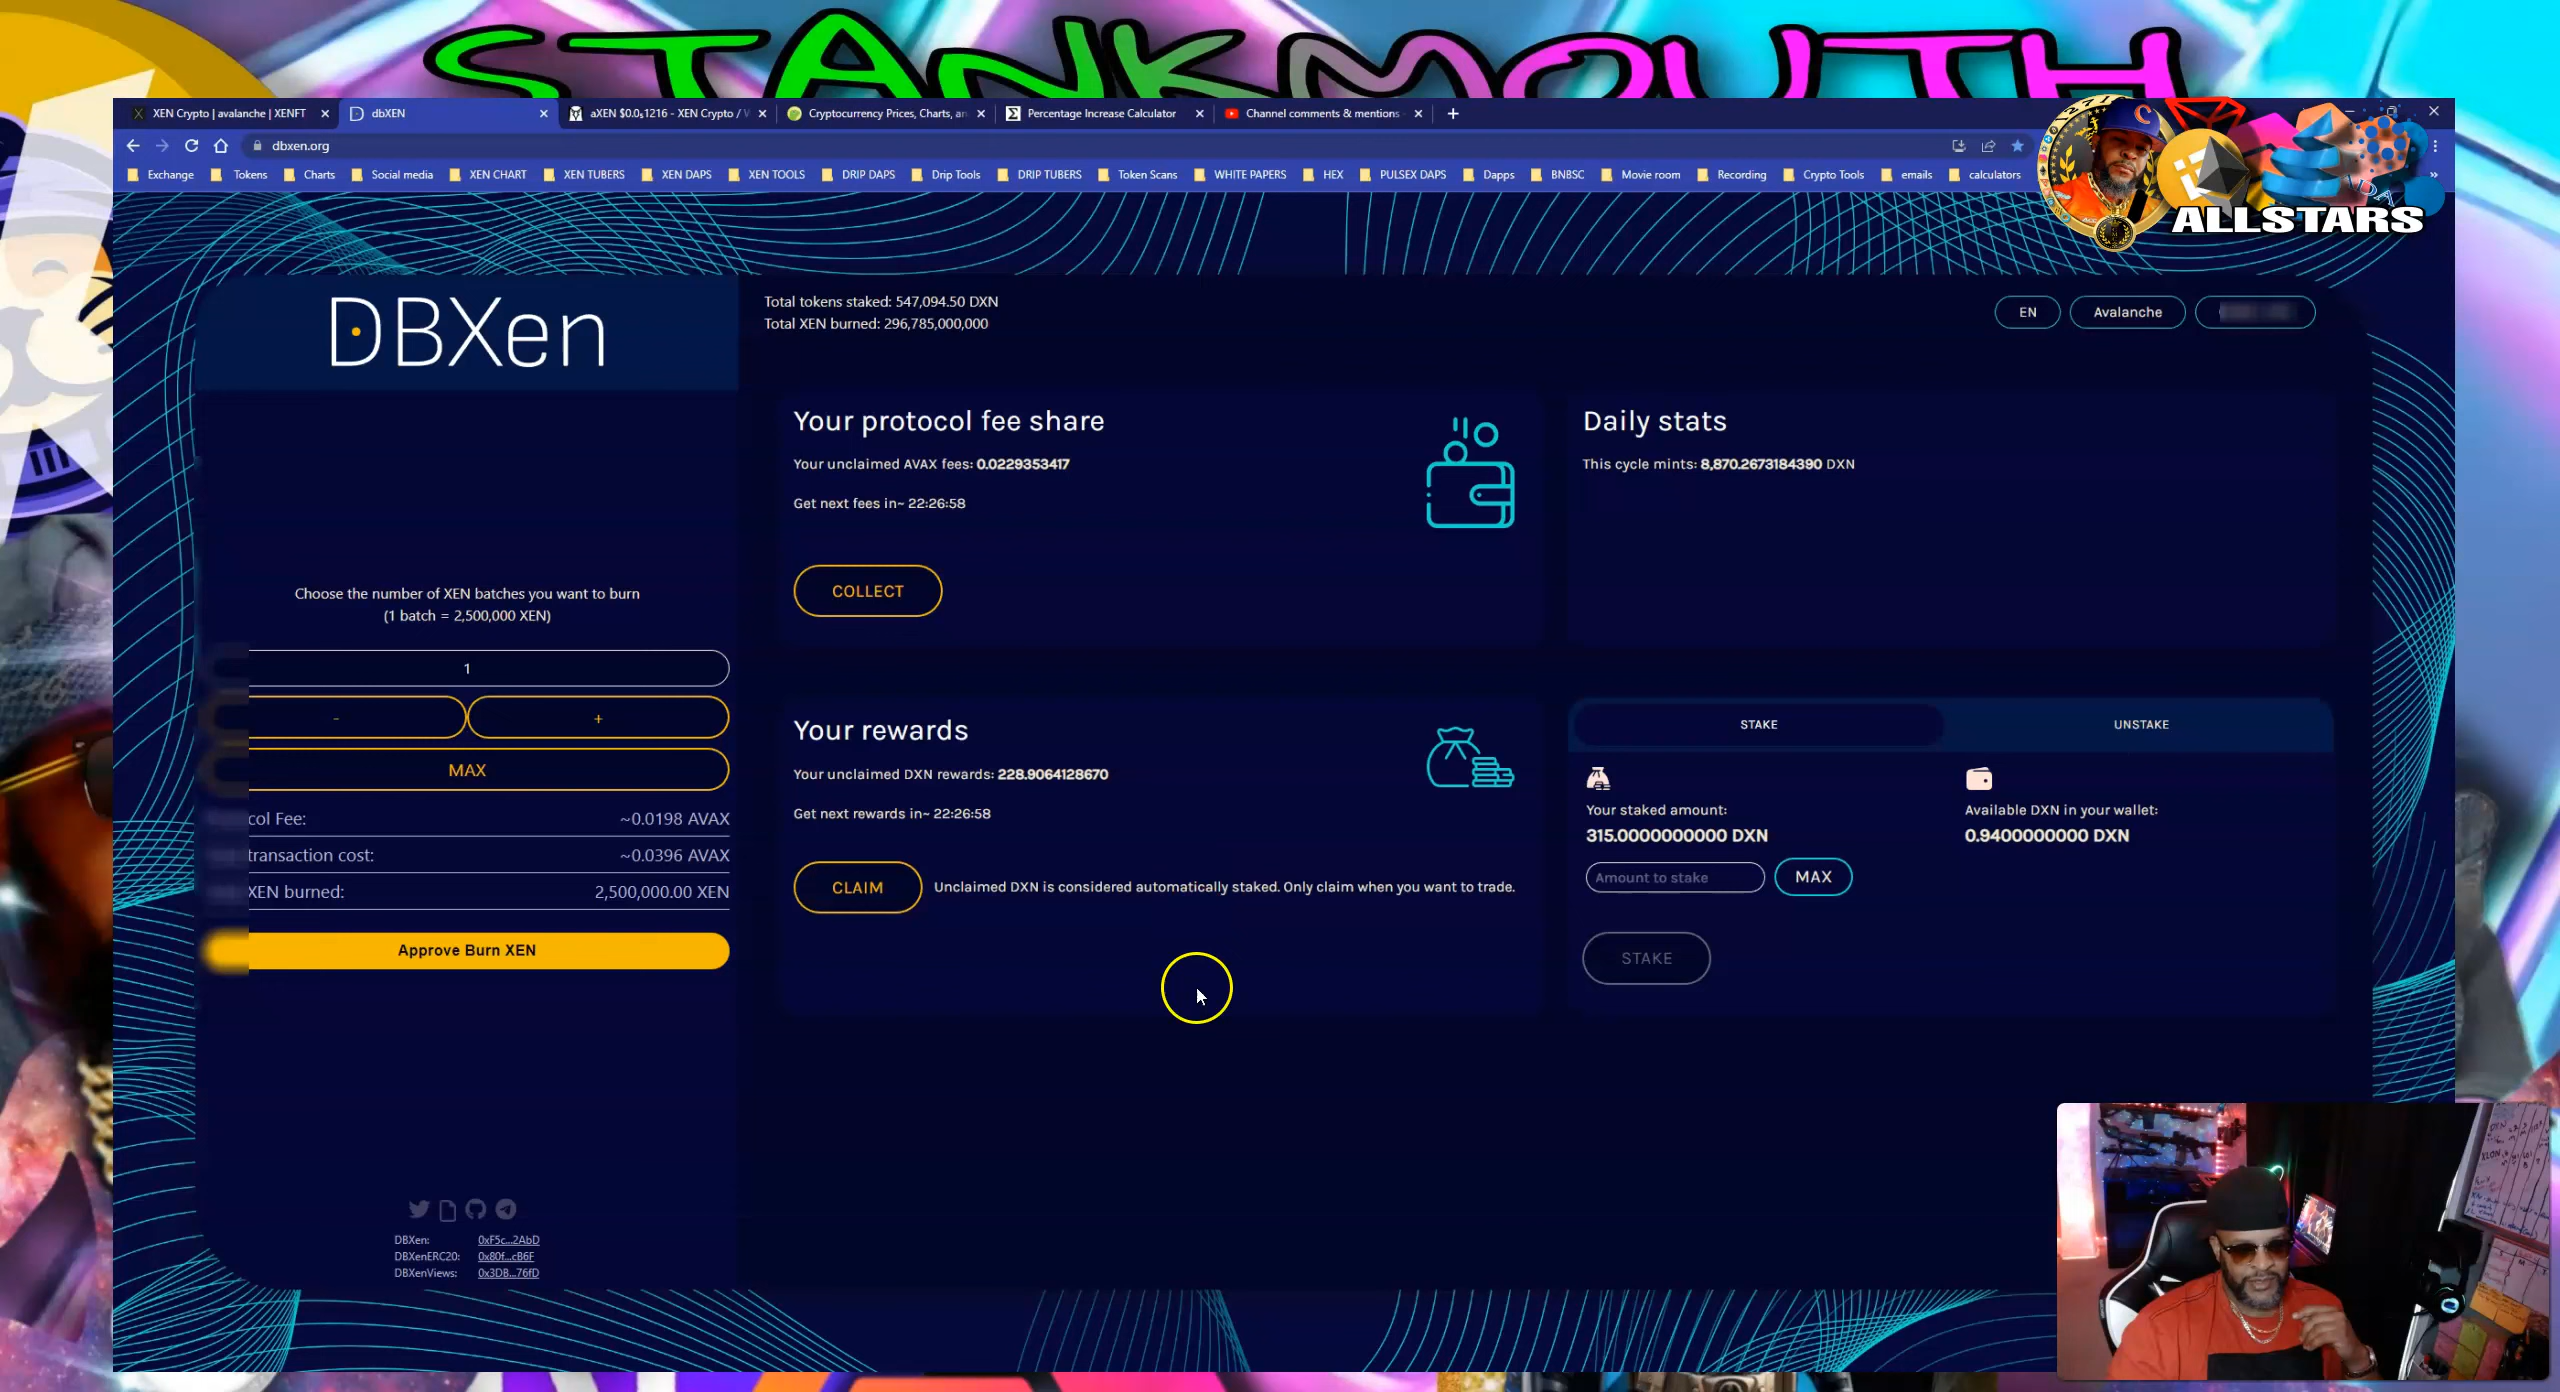 STANKMOUTH
XEN Crypto | avalanche | XENFT
dbXEN
aXEN $0.0₅1216 - XEN Crypto / V
Cryptocurrency Prices, Charts, an
Percentage Increase Calculator
Channel comments & mentions
dbxen.org
Exchange
Tokens
Charts
Social media
XEN CHART
XEN TUBERS
XEN DAPS
XEN TOOLS
DRIP DAPS
Drip Tools
DRIP TUBERS
Token Scans
WHITE PAPERS
HEX
PULSEX DAPS
Dapps
BNBSC
Movie room
Recording
Crypto Tools
emails
calculators
ALLSTARS
DBXen
Total tokens staked: 547,094.50 DXN
Total XEN burned: 296,785,000,000
EN
Avalanche
Your protocol fee share
Your unclaimed AVAX fees: 0.0229353417
Get next fees in~ 22:26:58
COLLECT
Daily stats
This cycle mints: 8,870.2673184390 DXN
Choose the number of XEN batches you want to burn
(1 batch = 2,500,000 XEN)
1
-
+
MAX
col Fee:
~0.0198 AVAX
transaction cost:
~0.0396 AVAX
XEN burned:
2,500,000.00 XEN
Approve Burn XEN
Your rewards
Your unclaimed DXN rewards: 228.9064128670
Get next rewards in~ 22:26:58
CLAIM
Unclaimed DXN is considered automatically staked. Only claim when you want to trade.
STAKE
UNSTAKE
Your staked amount:
315.0000000000 DXN
Available DXN in your wallet:
0.9400000000 DXN
Amount to stake
MAX
STAKE
DBXen: 0xF5c...2AbD
DBXenERC20: 0x80f...cB6F
DBXenViews: 0x3DB...76fD